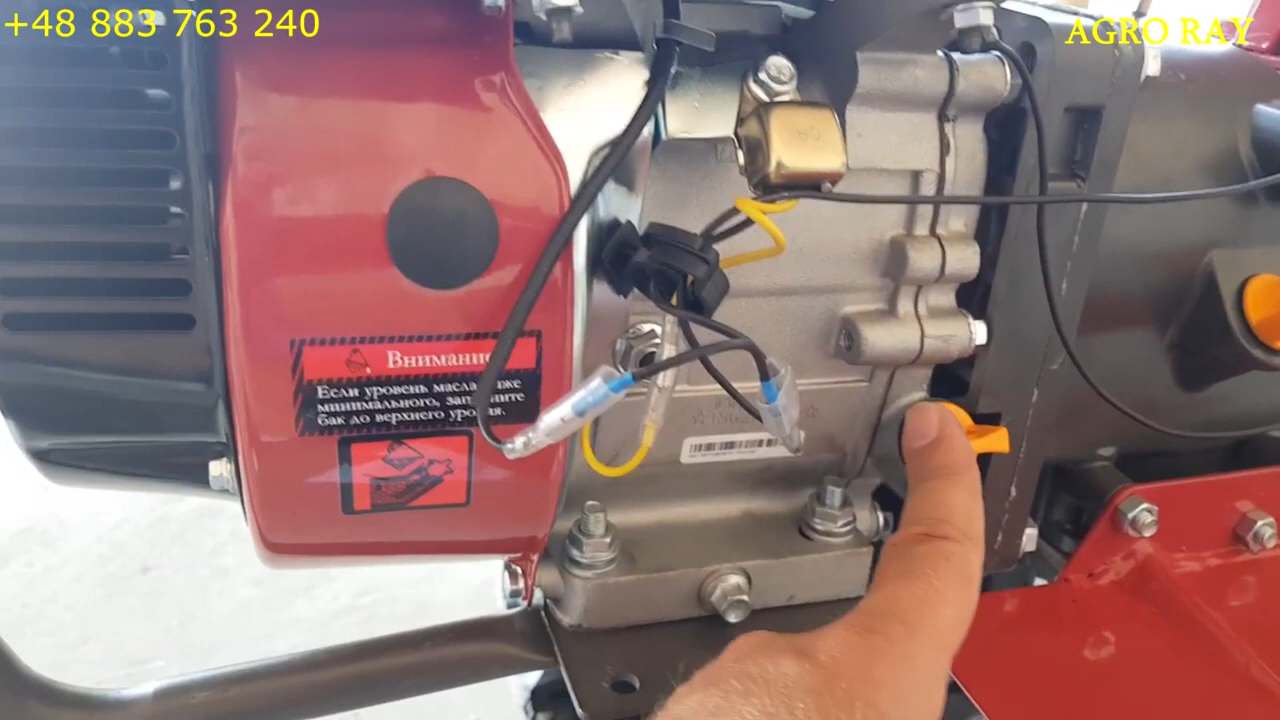 +48 883 763 240
AGRO RAY
Внимание
Если уровень масла ниже
минимального, заполните
бак до верхнего уровня.